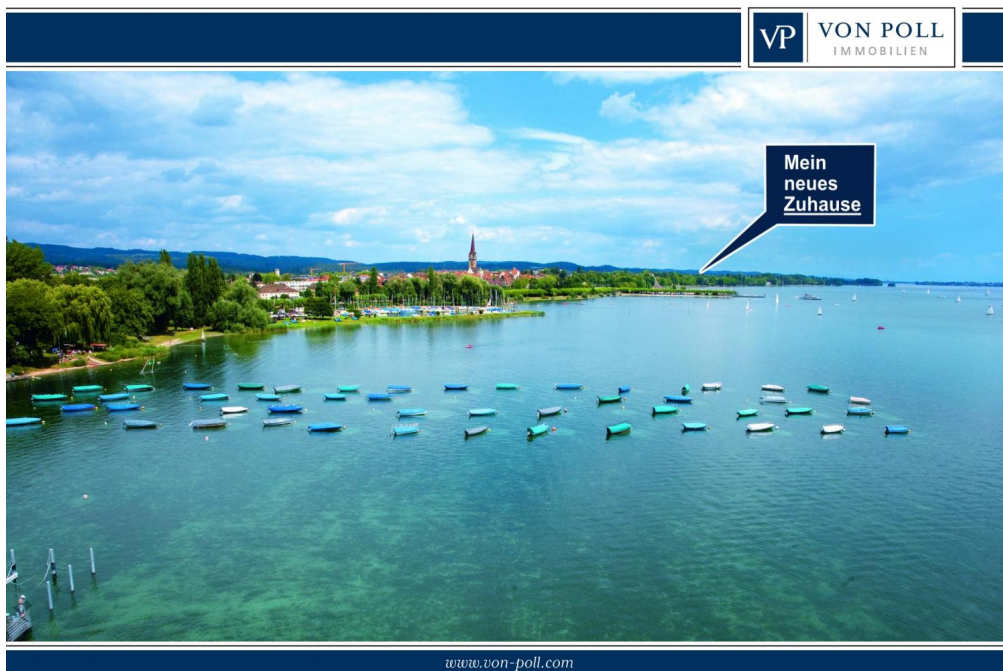 VP
VON POLL
IMMOBILIEN
Mein
neues
Zuhause
www.von-poll.com